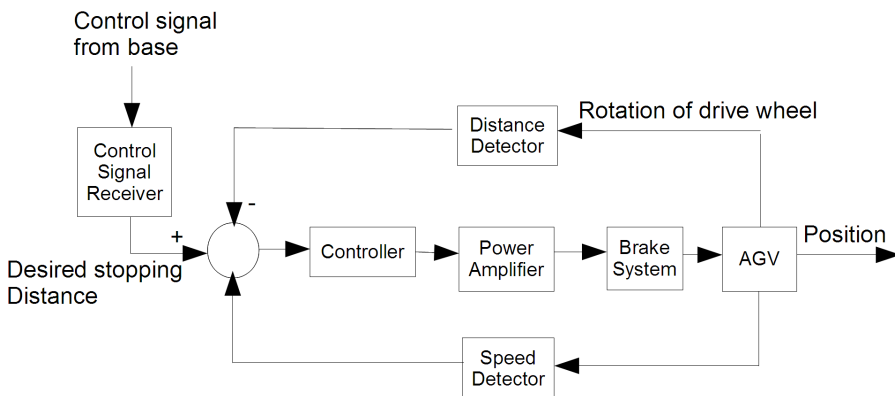 Control signal
from base
Rotation of drive wheel
Distance
Detector
Control
Signal
Receiver
-
+
Controller
Power
Amplifier
Brake
System
AGV
Position
Desired stopping
Distance
Speed
Detector